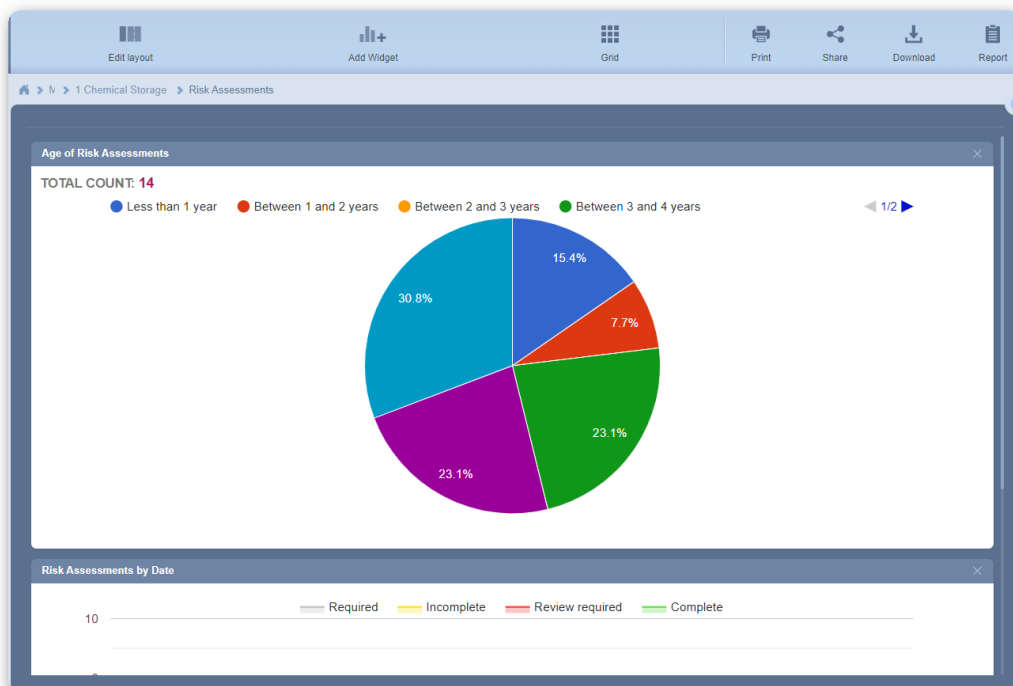 Edit layout Add Widget Grid Print Share Download Report
1 Chemical Storage Risk Assessments
Age of Risk Assessments
TOTAL COUNT: 14
Less than 1 year Between 1 and 2 years Between 2 and 3 years Between 3 and 4 years 1/2
15.4%
30.8%
7.7%
23.1%
23.1%
Risk Assessments by Date
Required Incomplete Review required Complete
10